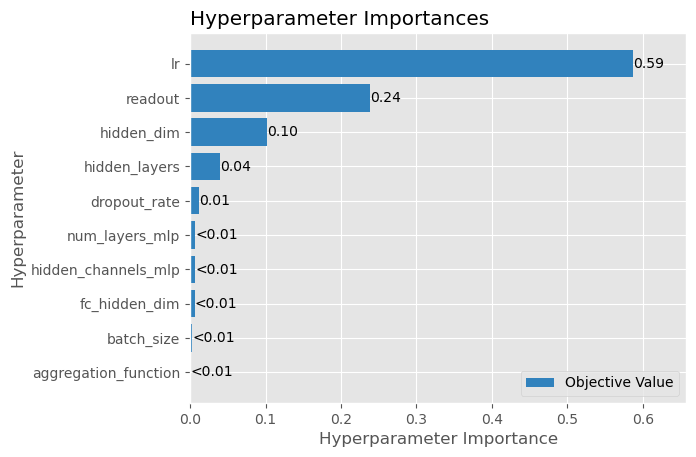 Hyperparameter Importances
lr
0.59
readout
0.24
hidden_dim
0.10
hidden_layers
0.04
dropout_rate
0.01
num_layers_mlp
<0.01
hidden_channels_mlp
<0.01
fc_hidden_dim
<0.01
batch_size
<0.01
aggregation_function
<0.01
Hyperparameter
Objective Value
0.0 0.1 0.2 0.3 0.4 0.5 0.6
Hyperparameter Importance